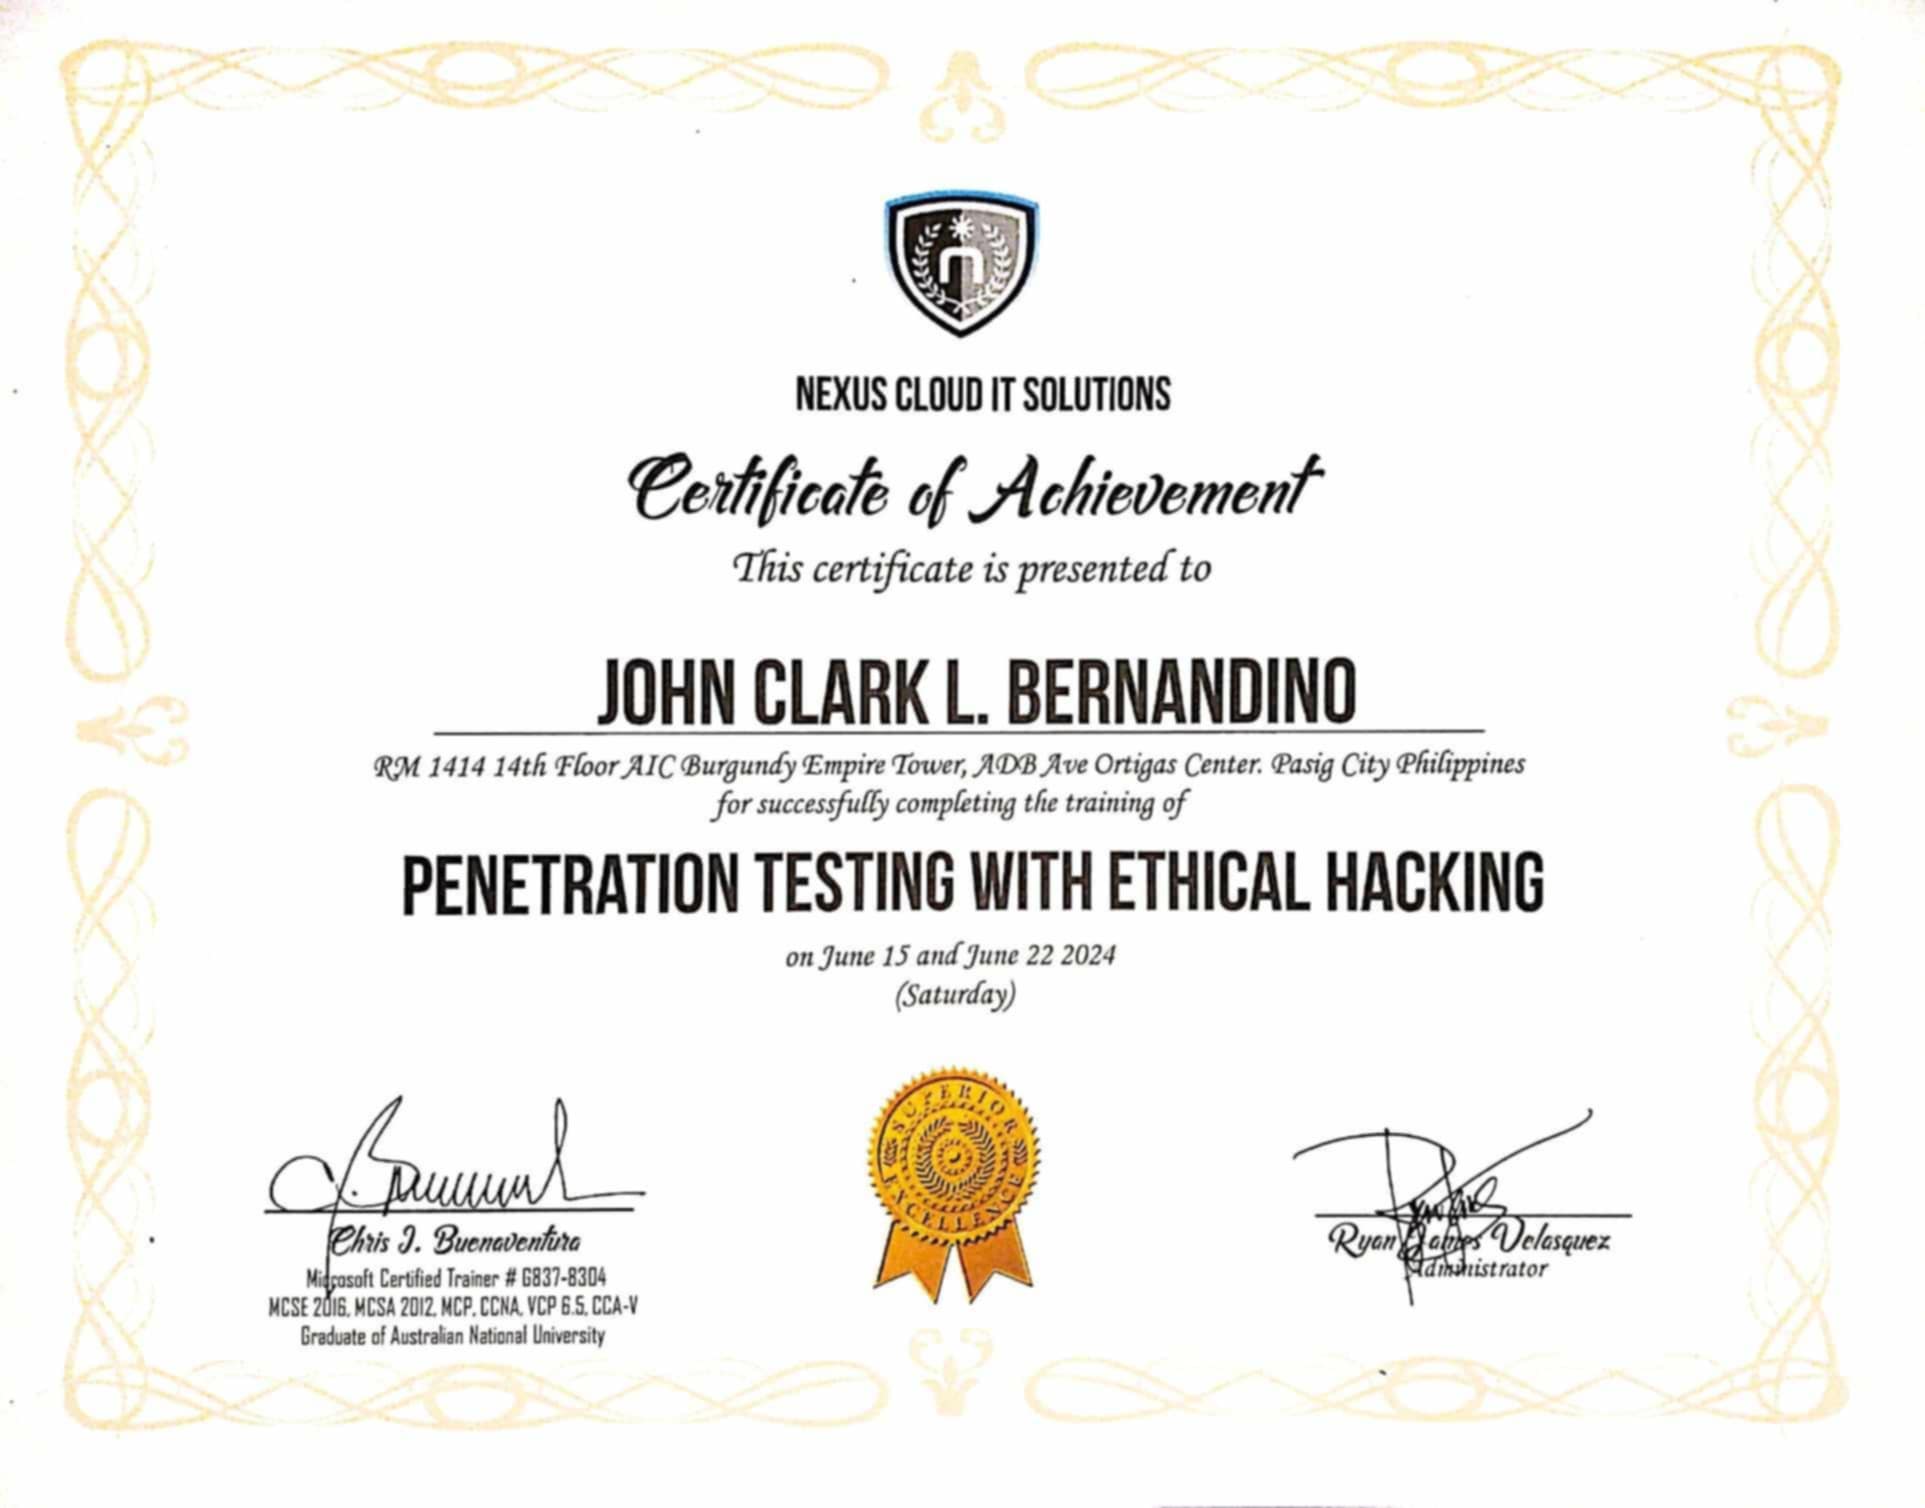 n
NEXUS CLOUD IT SOLUTIONS
Certificate of Achievement
This certificate is presented to
JOHN CLARK L. BERNANDINO
RM 1414 14th Floor AIC Burgundy Empire Tower, ADB Ave Ortigas Center. Pasig City Philippines
for successfully completing the training of
PENETRATION TESTING WITH ETHICAL HACKING
on June 15 and June 22 2024
(Saturday)
SUPERIOR
EXCELLENCE
Chris J. Buenaventura
Microsoft Certified Trainer # G837-8304
MCSE 2016, MCSA 2012, MCP, CCNA, VCP 6.5, CCA-V
Graduate of Australian National University
Ryan James Velasquez
Administrator